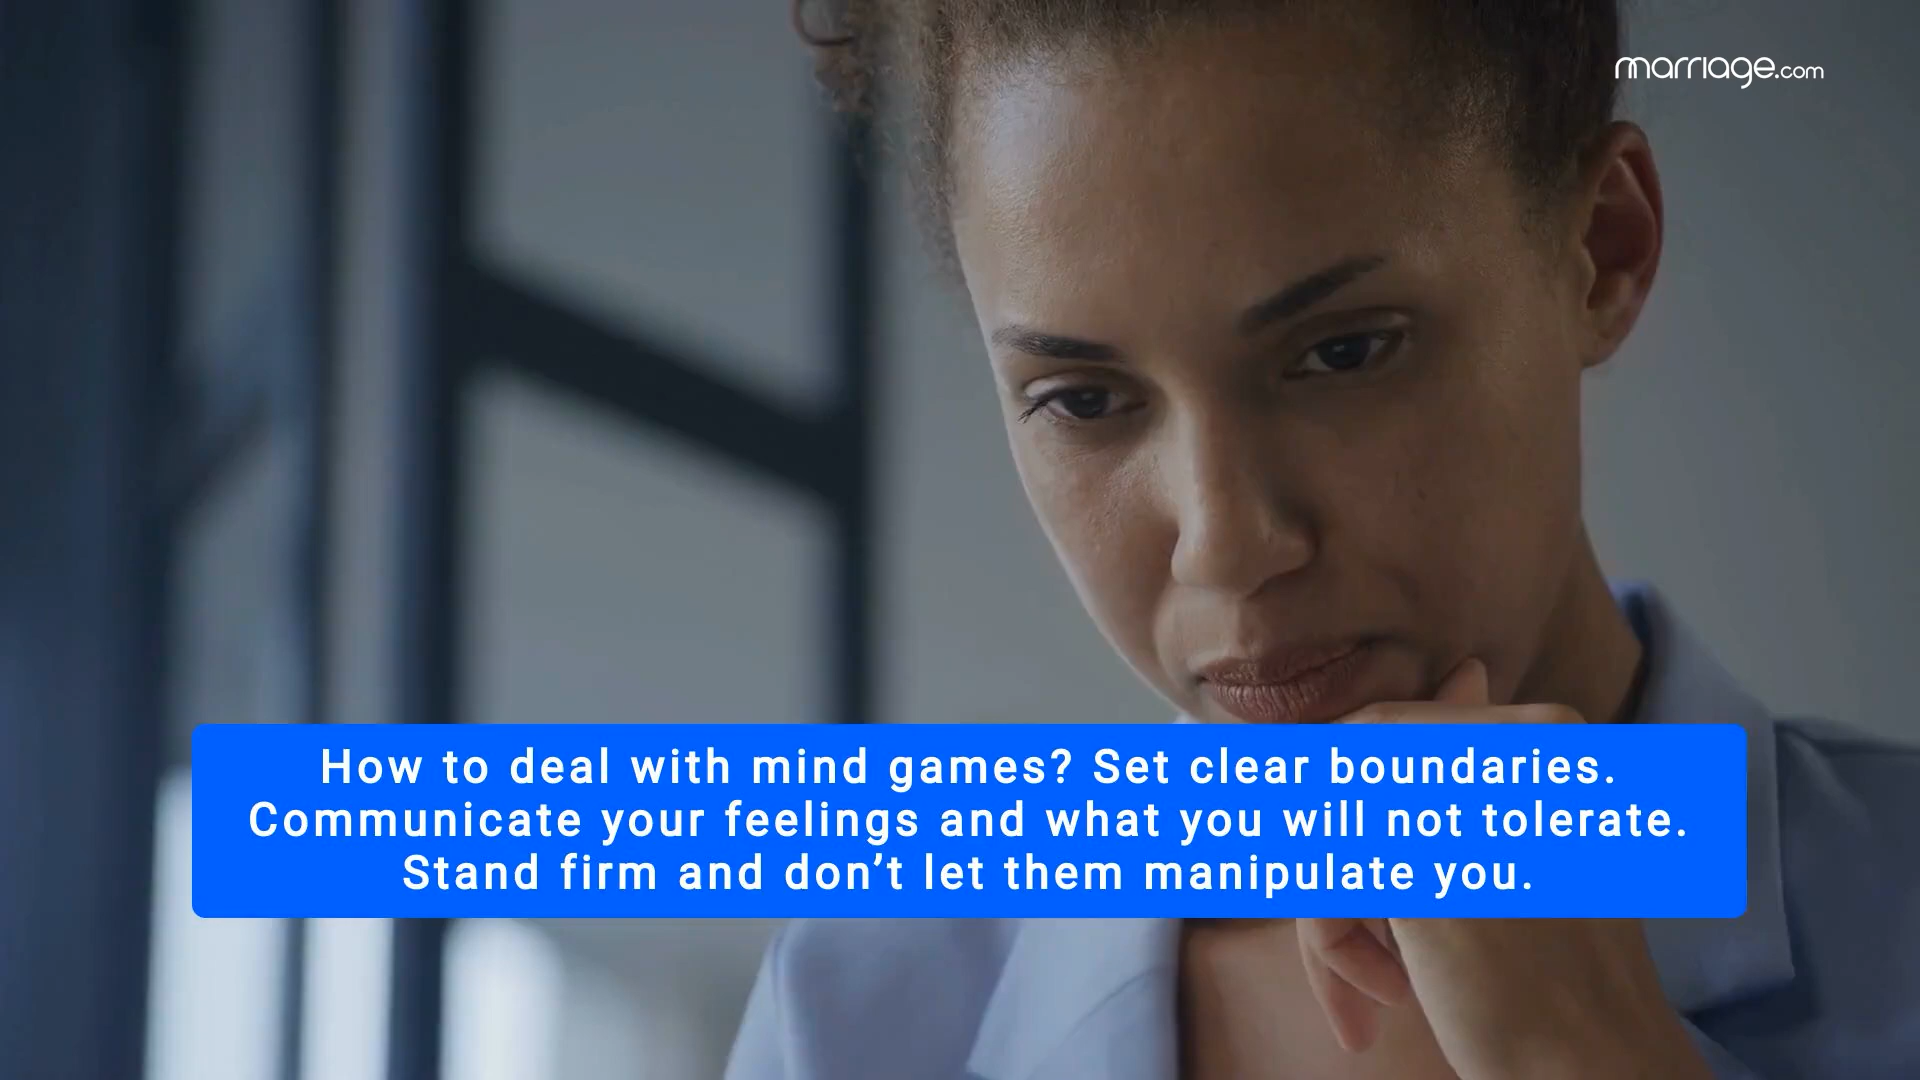 marriage.com
How to deal with mind games? Set clear boundaries.
Communicate your feelings and what you will not tolerate.
Stand firm and don’t let them manipulate you.